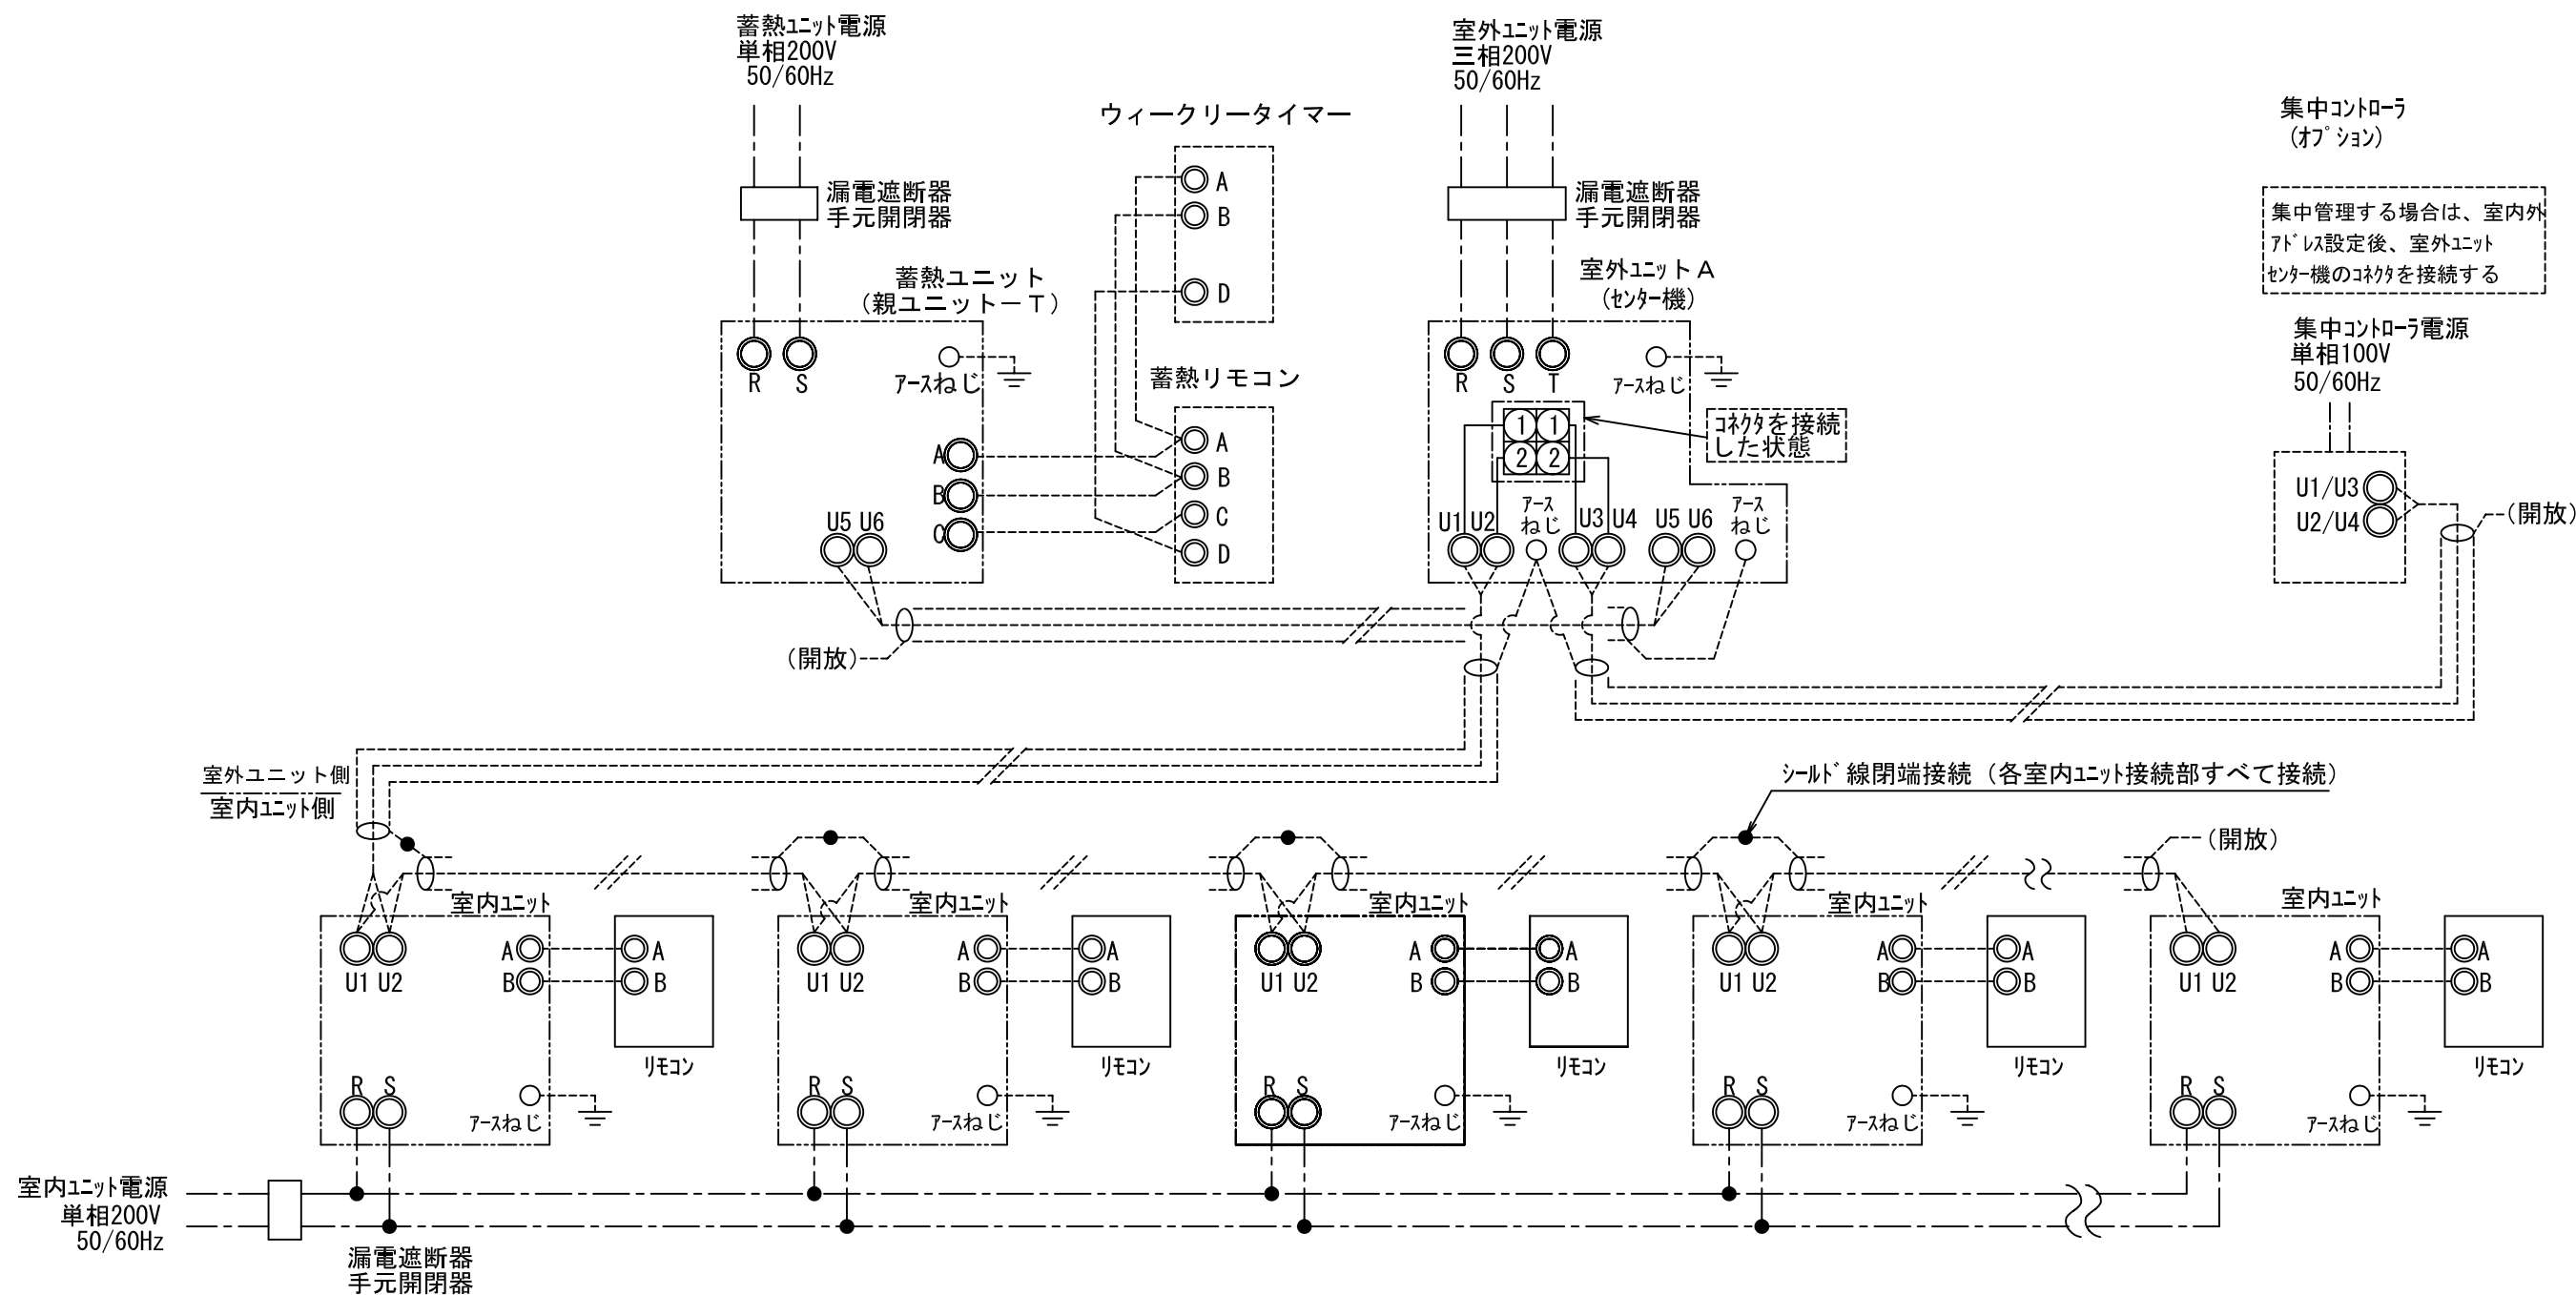 蓄熱ﾕﾆｯﾄ電源
単相200V
50/60Hz
室外ﾕﾆｯﾄ電源
三相200V
50/60Hz
ウィークリータイマー
A
B
D
集中ｺﾝﾄﾛｰﾗ
(ｵﾌﾟｼｮﾝ)
漏電遮断器
手元開閉器
漏電遮断器
手元開閉器
集中管理する場合は、室内外
ｱﾄﾞﾚｽ設定後、室外ﾕﾆｯﾄ
ｾﾝﾀｰ機のｺﾈｸﾀを接続する
蓄熱ユニット
(親ユニットーT)
室外ﾕﾆｯﾄA
(ｾﾝﾀｰ機)
集中ｺﾝﾄﾛｰﾗ電源
単相100V
50/60Hz
R S
ｱｰｽねじ
A
B
C
U5 U6
蓄熱リモコン
A
B
C
D
R S T
ｱｰｽねじ
1 1
2 2
ｺﾈｸﾀを接続
した状態
U1 U2
ｱｰｽ
ねじ
U3 U4
U5 U6
ｱｰｽ
ねじ
U1/U3
U2/U4
(開放)
(開放)
室外ユニット側
室内ﾕﾆｯﾄ側
ｼｰﾙﾄﾞ線閉端接続 (各室内ﾕﾆｯﾄ接続部すべて接続)
(開放)
室内ﾕﾆｯﾄ
室内ﾕﾆｯﾄ
室内ﾕﾆｯﾄ
室内ﾕﾆｯﾄ
室内ﾕﾆｯﾄ
U1 U2
A
B
A
B
ﾘﾓｺﾝ
R S
ｱｰｽねじ
U1 U2
A
B
A
B
ﾘﾓｺﾝ
R S
ｱｰｽねじ
U1 U2
A
B
A
B
ﾘﾓｺﾝ
R S
ｱｰｽねじ
U1 U2
A
B
A
B
ﾘﾓｺﾝ
R S
ｱｰｽねじ
U1 U2
A
B
A
B
ﾘﾓｺﾝ
R S
ｱｰｽねじ
室内ﾕﾆｯﾄ電源
単相200V
50/60Hz
漏電遮断器
手元開閉器